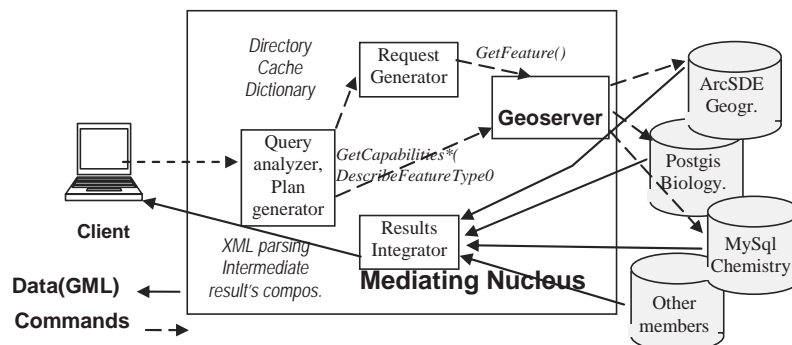 Directory
Cache
Dictionary
Request
Generator
GetFeature()
ArcSDE
Geogr.
Geoserver
Query
analyzer,
Plan
generator
GetCapabilities*(
DescribeFeatureType0
Postgis
Biology.
Client
Results
Integrator
MySql
Chemistry
XML parsing
Intermediate
result's compos.
Mediating Nucleus
Data(GML)
Commands
Other
members